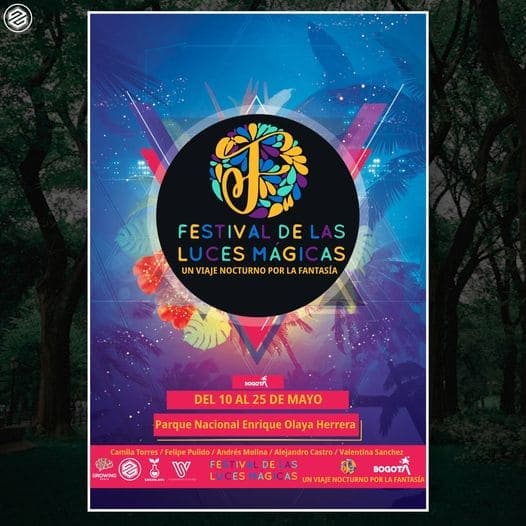 FESTIVAL DE LAS
LUCES MÁGICAS
UN VIAJE NOCTURNO POR LA FANTASÍA
BOGOTÁ
DEL 10 AL 25 DE MAYO
Parque Nacional Enrique Olaya Herrera
Camila Torres / Felipe Pulido / Andrés Molina / Alejandro Castro / Valentina Sanchez
GROWING
FESTIVAL DE LAS
LUCES MÁGICAS
UN VIAJE NOCTURNO POR LA FANTASÍA
BOGOTÁ